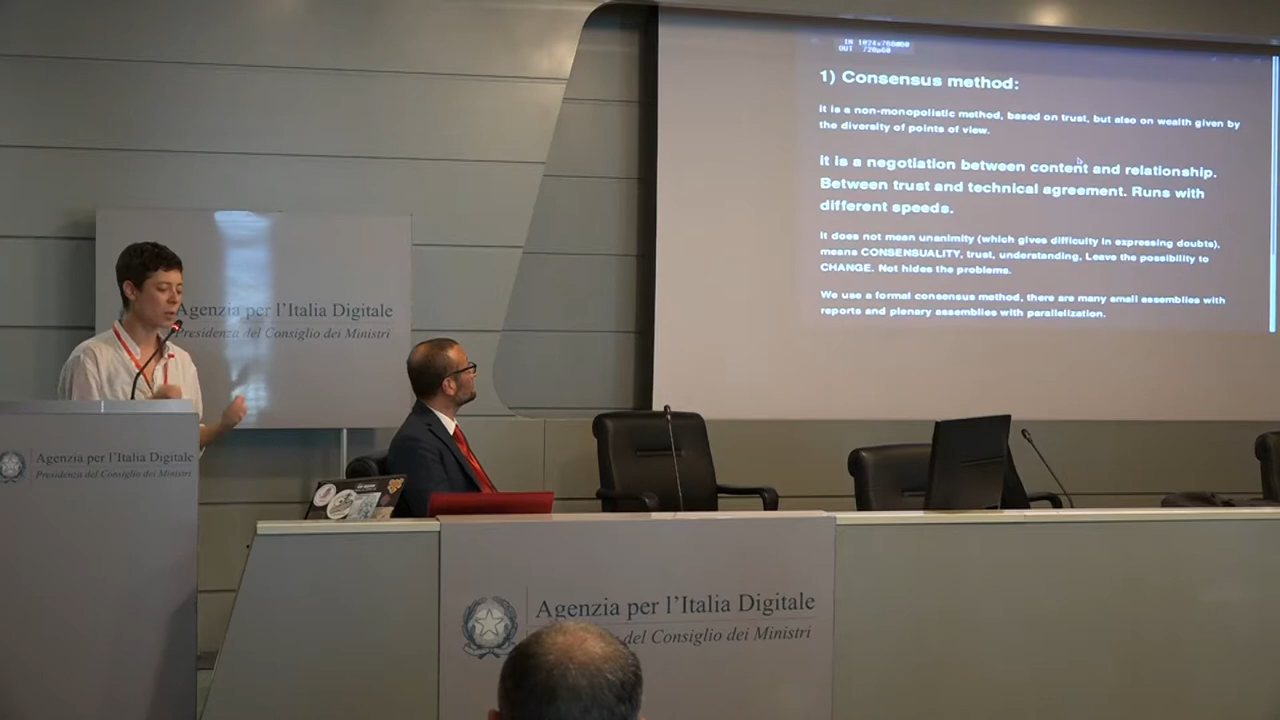 IN 1024x768@60
OUT 720p60
1) Consensus method:
it is a non-monopolistic method, based on trust, but also on wealth given by
the diversity of points of view.
it is a negotiation between content and relationship.
Between trust and technical agreement. Runs with
different speeds.
It does not mean unanimity (which gives difficulty in expressing doubts),
means CONSENSUALITY, trust, understanding, Leave the possibility to
CHANGE. Not hides the problems.
We use a formal consensus method, there are many small assemblies with
reports and plenary assemblies with parallelization.
Agenzia per l'Italia Digitale
Presidenza del Consiglio dei Ministri
Agenzia per l'Italia Digitale
Presidenza del Consiglio dei Ministri
Agenzia per l'Italia Digitale
del Consiglio dei Ministri